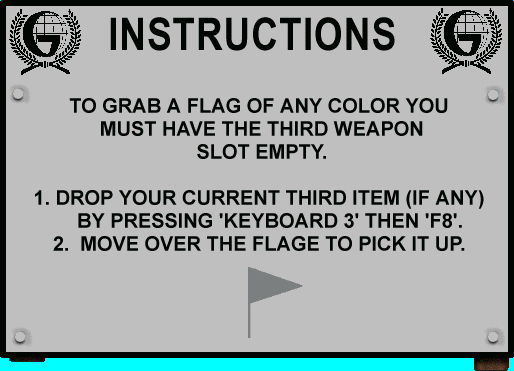 INSTRUCTIONS
TO GRAB A FLAG OF ANY COLOR YOU
MUST HAVE THE THIRD WEAPON
SLOT EMPTY.
1. DROP YOUR CURRENT THIRD ITEM (IF ANY)
BY PRESSING 'KEYBOARD 3' THEN 'F8'.
2. MOVE OVER THE FLAGE TO PICK IT UP.